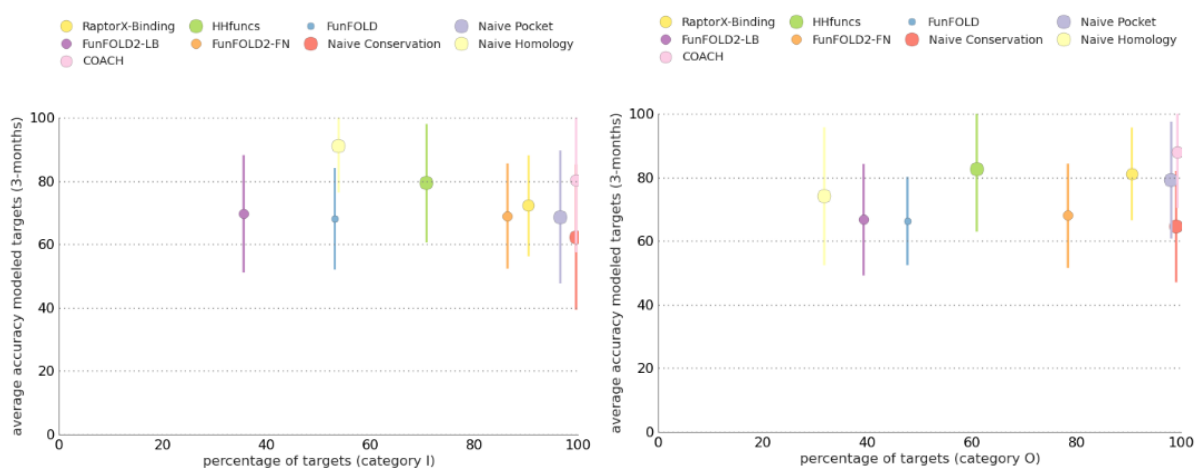 RaptorX-Binding HHfuncs FunFOLD Naive Pocket
FunFOLD2-LB FunFOLD2-FN Naive Conservation Naive Homology
COACH
100
80
60
40
20
0
average accuracy modeled targets (3-months)
0 20 40 60 80 100
percentage of targets (category I)
RaptorX-Binding HHfuncs FunFOLD Naive Pocket
FunFOLD2-LB FunFOLD2-FN Naive Conservation Naive Homology
COACH
100
80
60
40
20
0
average accuracy modeled targets (3-months)
0 20 40 60 80 100
percentage of targets (category O)